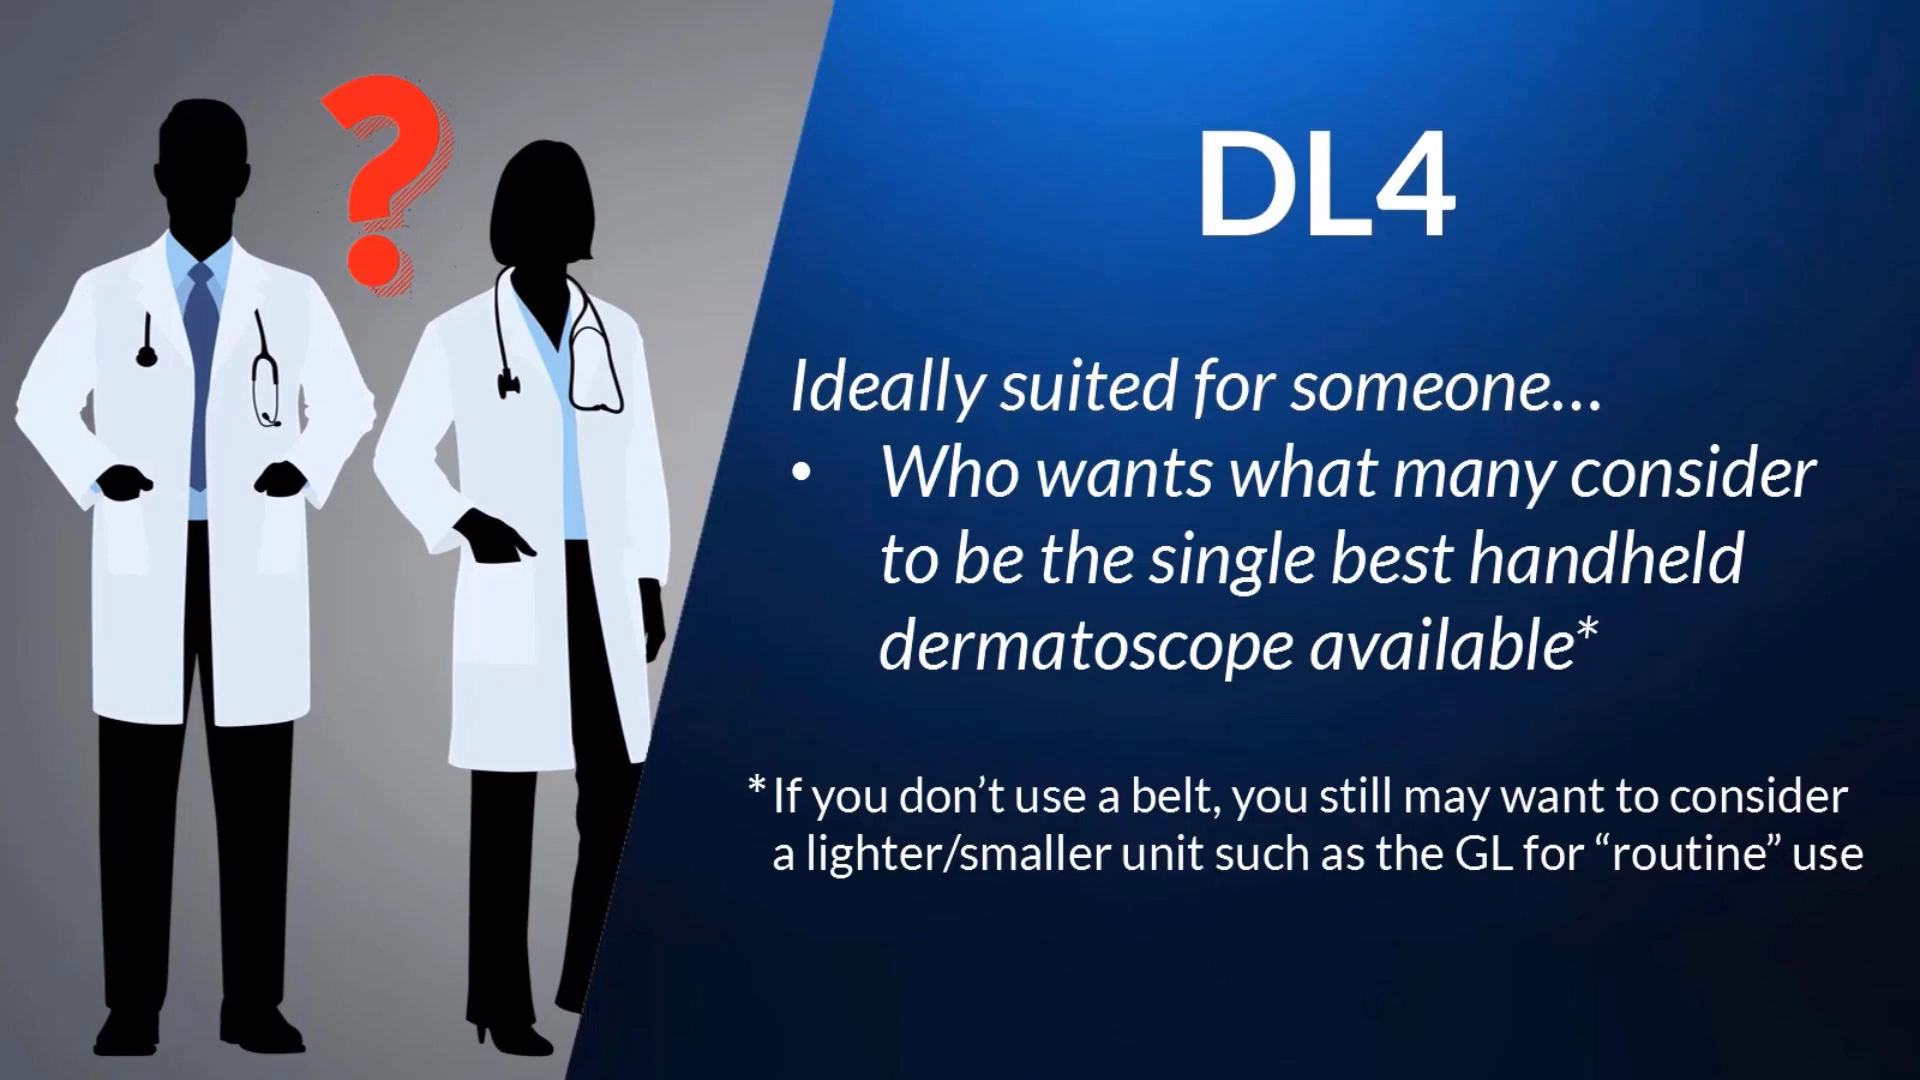 ?
DL4
Ideally suited for someone...
• Who wants what many consider
to be the single best handheld
dermatoscope available*
*If you don’t use a belt, you still may want to consider
a lighter/smaller unit such as the GL for “routine” use